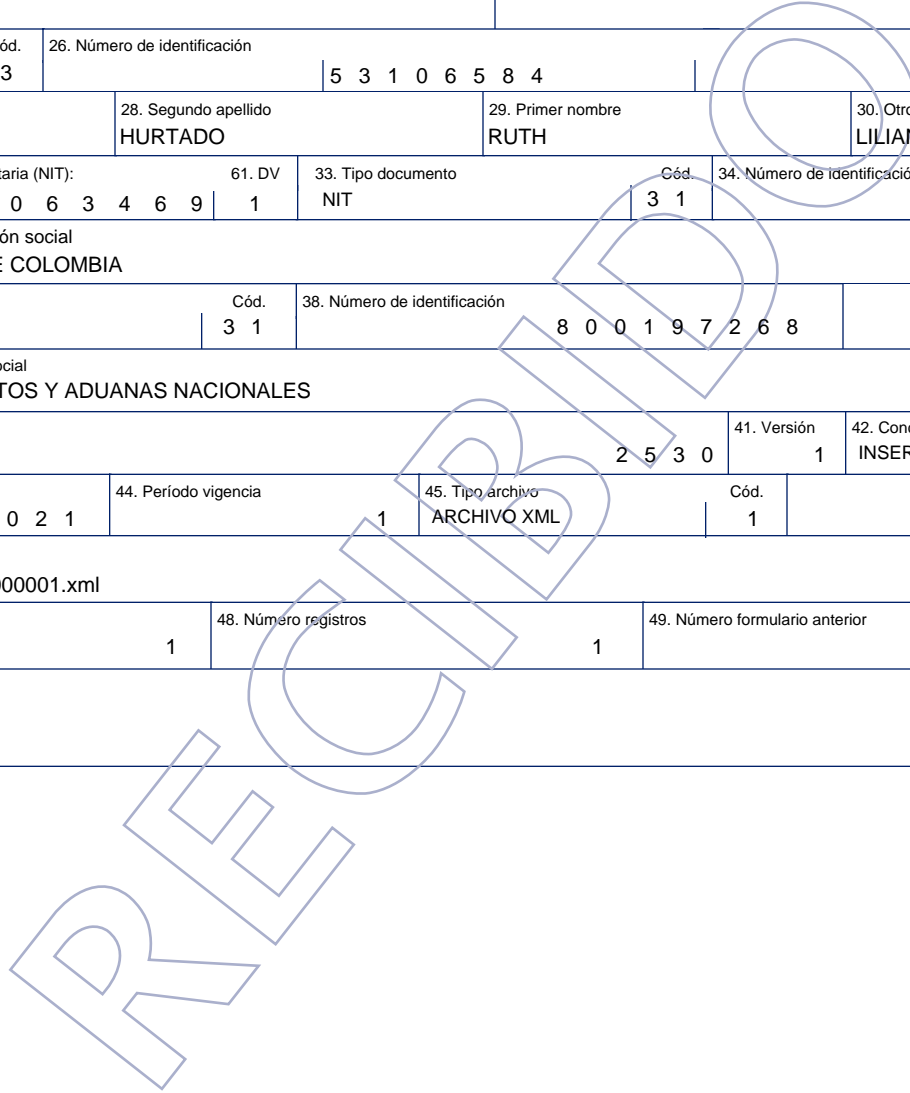 ód. 26. Número de identificación
3 5 3 1 0 6 5 8 4
28. Segundo apellido 29. Primer nombre 30. Otro
HURTADO RUTH LILIAN
taria (NIT): 61. DV 33. Tipo documento Cód. 34. Número de identificació
0 6 3 4 6 9 1 NIT 3 1
ón social
E COLOMBIA
Cód. 38. Número de identificación
3 1 8 0 0 1 9 7 2 6 8
ocial
TOS Y ADUANAS NACIONALES
41. Versión 42. Conc
2 5 3 0 1 INSER
44. Período vigencia 45. Tipo archivo Cód.
0 2 1 1 ARCHIVO XML 1
000001.xml
48. Número registros 49. Número formulario anterior
1 1
RECIBIDO